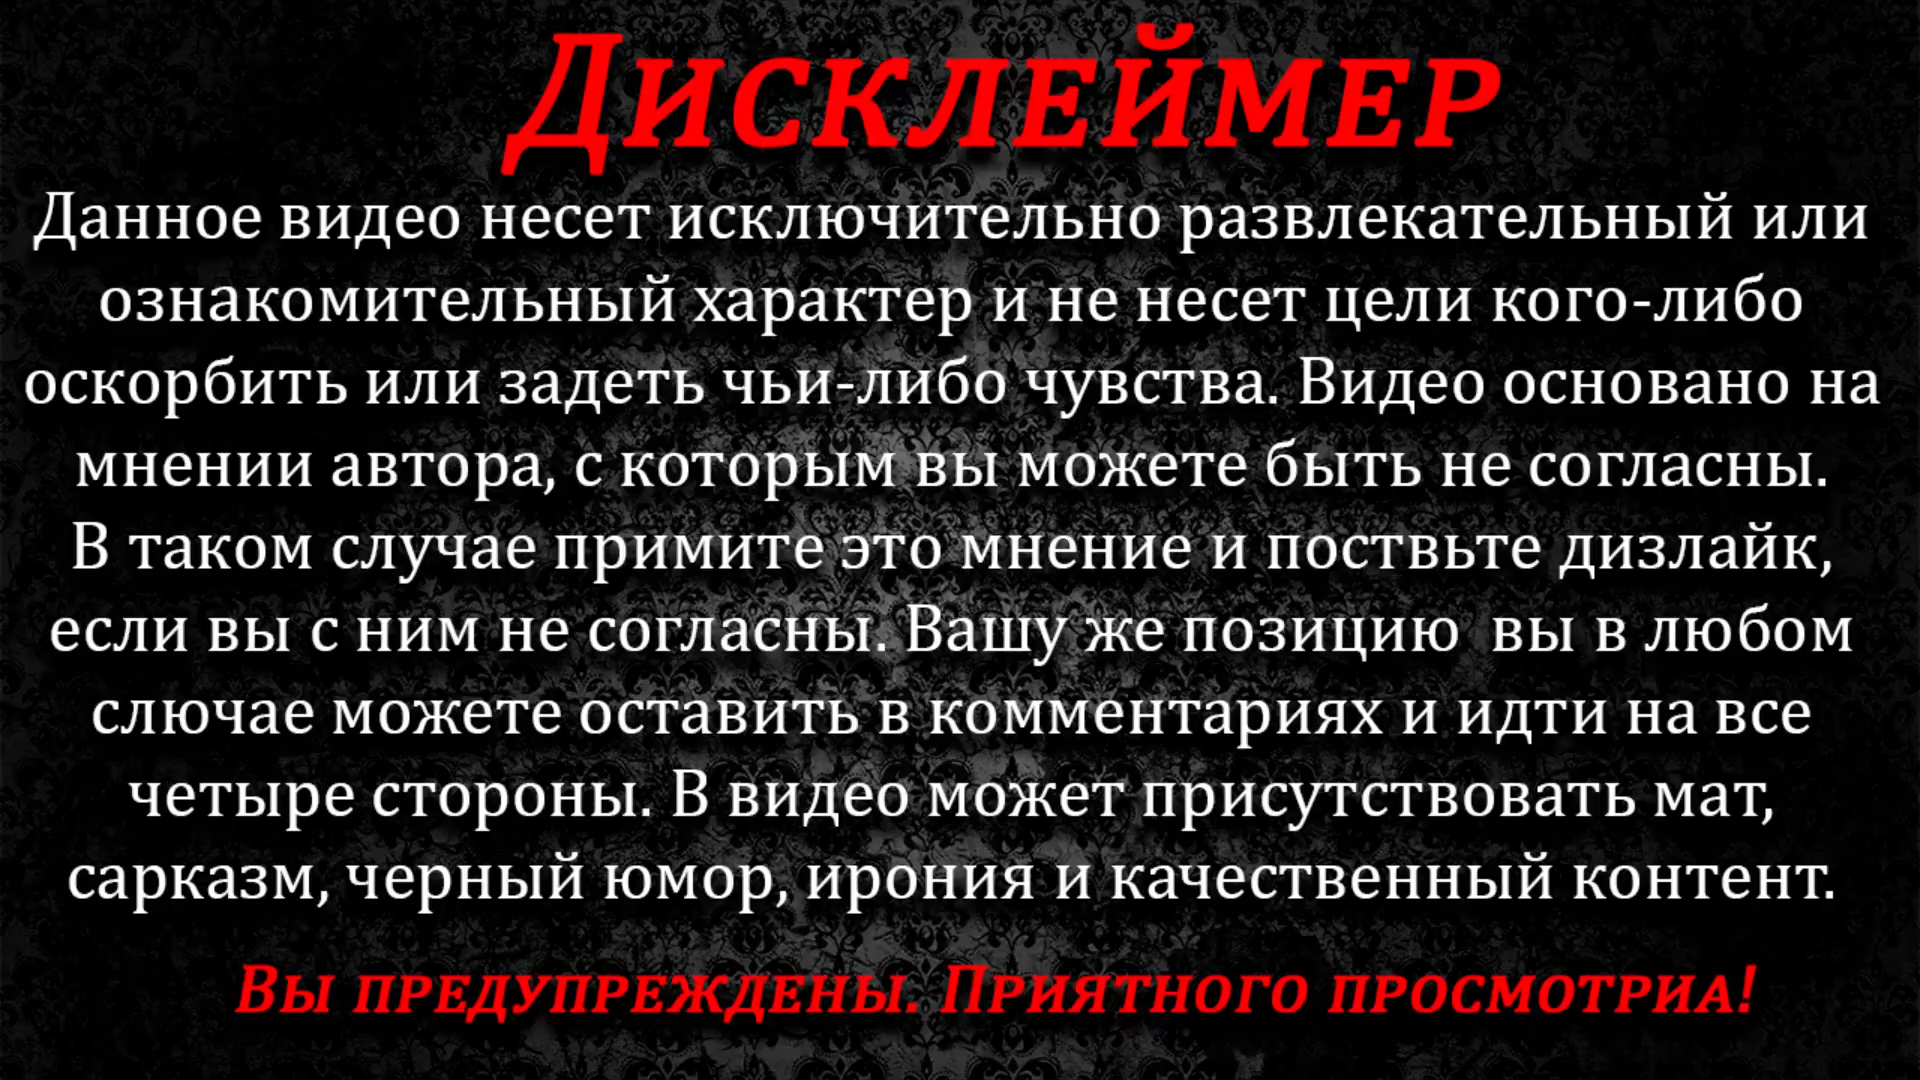 Дисклеймер
Данное видео несет исключительно развлекательный или
ознакомительный характер и не несет цели кого-либо
оскорбить или задеть чьи-либо чувства. Видео основано на
мнении автора, с которым вы можете быть не согласны.
В таком случае примите это мнение и поствьте дизлайк,
если вы с ним не согласны. Вашу же позицию  вы в любом
слючае можете оставить в комментариях и идти на все
четыре стороны. В видео может присутствовать мат,
сарказм, черный юмор, ирония и качественный контент.
Вы предупреждены. Приятного просмотриа!